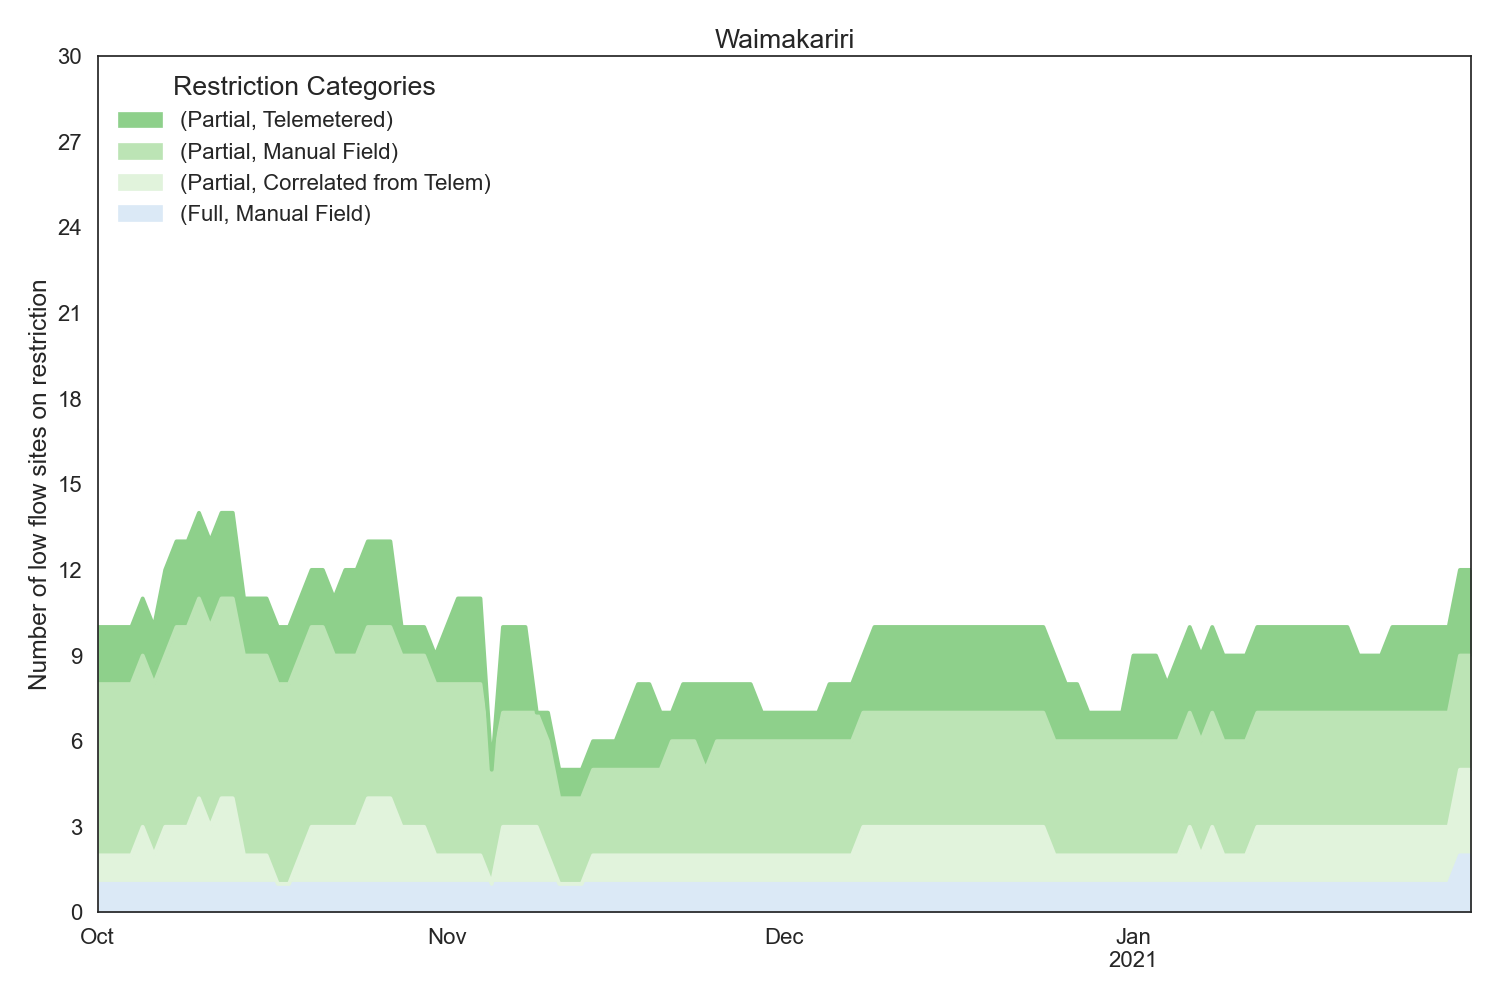 Waimakariri
Number of low flow sites on restriction
30
27
24
21
18
15
12
9
6
3
0
Restriction Categories
(Partial, Telemetered)
(Partial, Manual Field)
(Partial, Correlated from Telem)
(Full, Manual Field)
Oct
Nov
Dec
Jan
2021